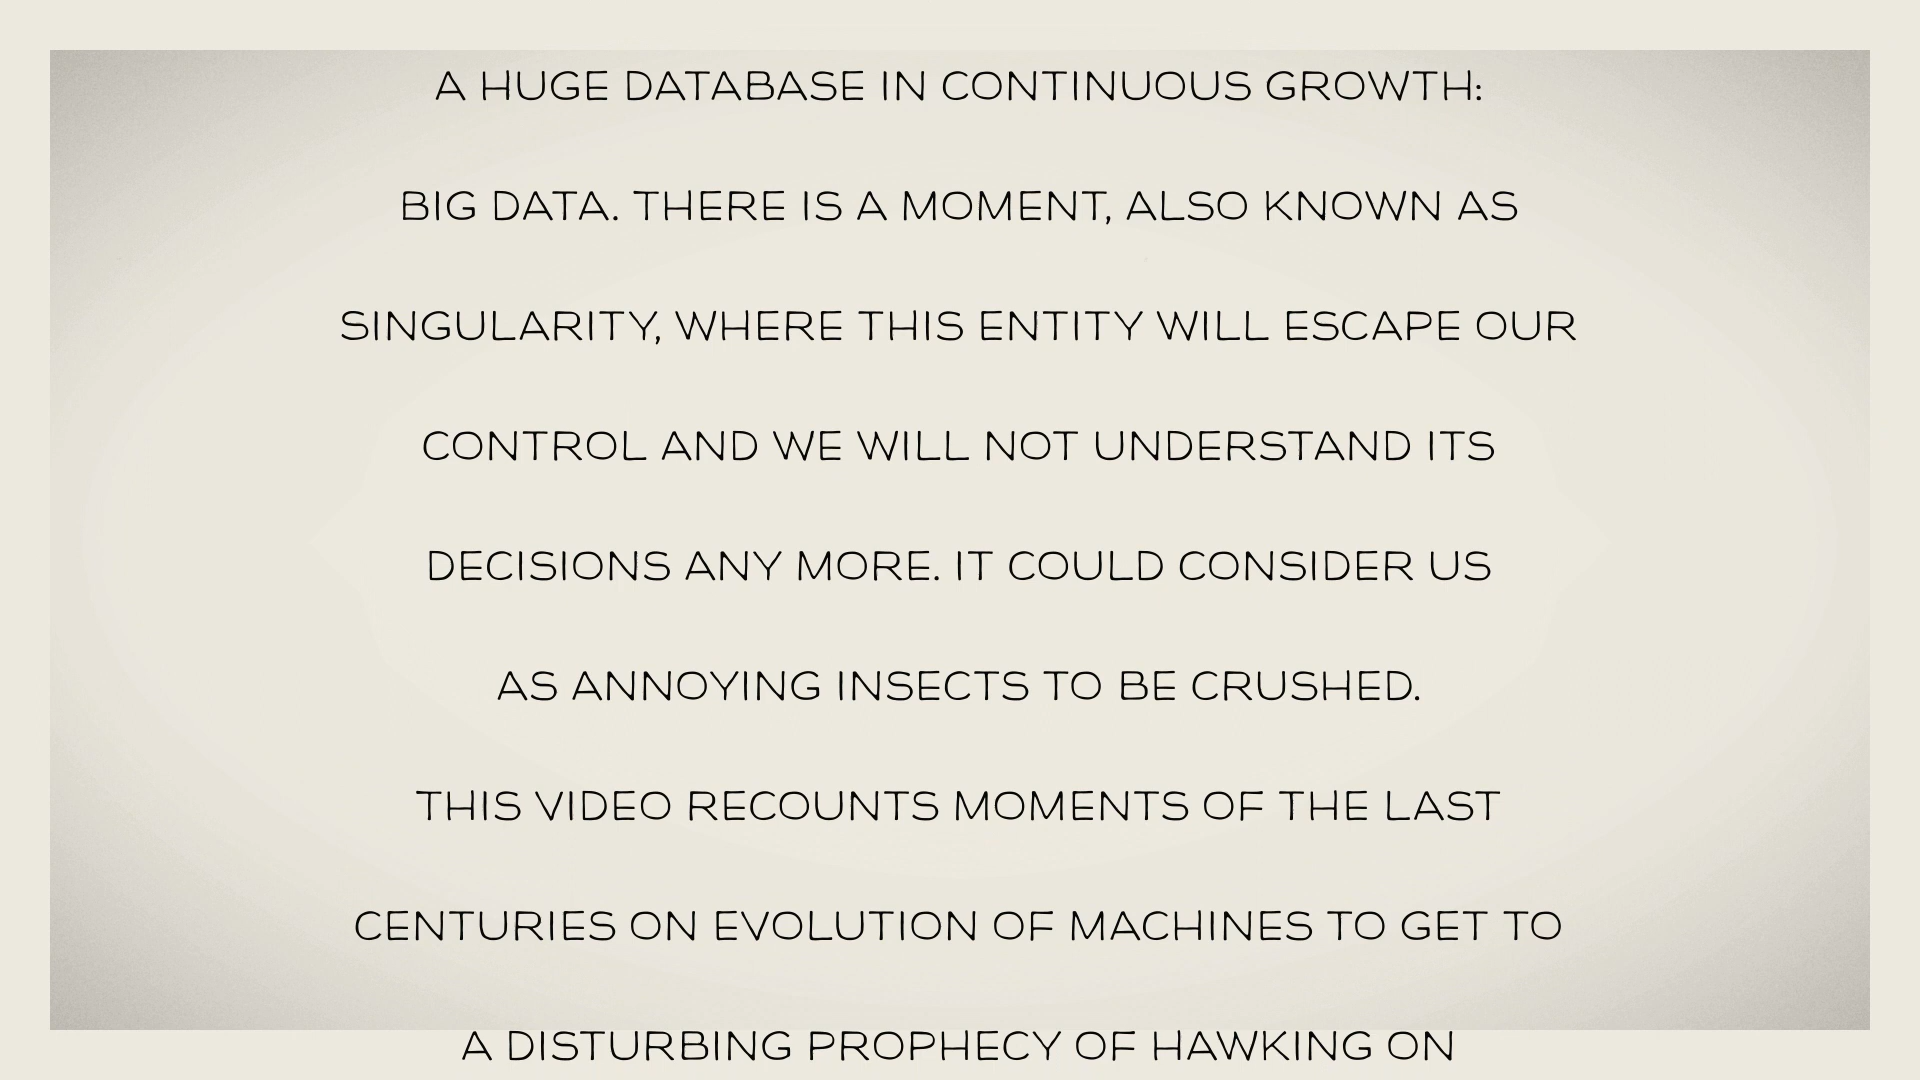 A HUGE DATABASE IN CONTINUOUS GROWTH:
BIG DATA. THERE IS A MOMENT, ALSO KNOWN AS
SINGULARITY, WHERE THIS ENTITY WILL ESCAPE OUR
CONTROL AND WE WILL NOT UNDERSTAND ITS
DECISIONS ANY MORE. IT COULD CONSIDER US
AS ANNOYING INSECTS TO BE CRUSHED.
THIS VIDEO RECOUNTS MOMENTS OF THE LAST
CENTURIES ON EVOLUTION OF MACHINES TO GET TO
A DISTURBING PROPHECY OF HAWKING ON